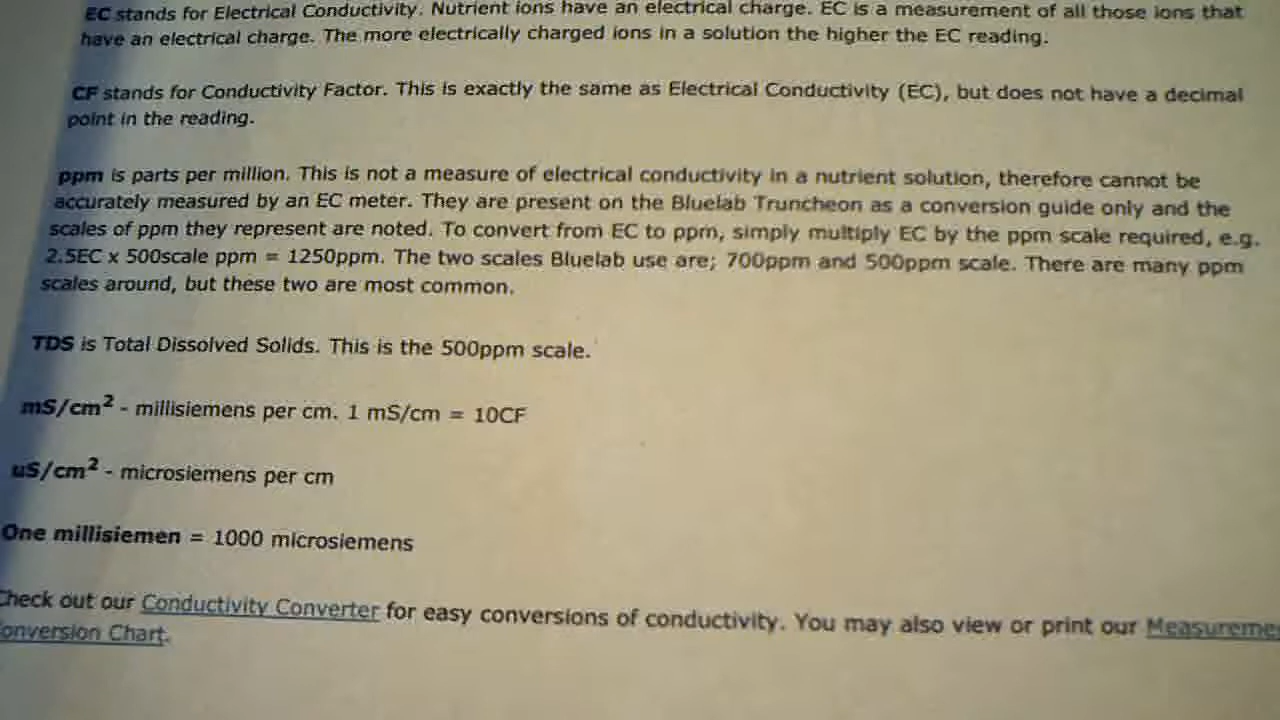 EC stands for Electrical Conductivity. Nutrient ions have an electrical charge. EC is a measurement of all those ions that
have an electrical charge. The more electrically charged ions in a solution the higher the EC reading.
CF stands for Conductivity Factor. This is exactly the same as Electrical Conductivity (EC), but does not have a decimal
point in the reading.
ppm is parts per million. This is not a measure of electrical conductivity in a nutrient solution, therefore cannot be
accurately measured by an EC meter. They are present on the Bluelab Truncheon as a conversion guide only and the
scales of ppm they represent are noted. To convert from EC to ppm, simply multiply EC by the ppm scale required, e.g.
2.5EC x 500scale ppm = 1250ppm. The two scales Bluelab use are; 700ppm and 500ppm scale. There are many ppm
scales around, but these two are most common.
TDS is Total Dissolved Solids. This is the 500ppm scale.
mS/cm² - millisiemens per cm. 1 mS/cm = 10CF
uS/cm² - microsiemens per cm
One millisiemen = 1000 microsiemens
Check out our Conductivity Converter for easy conversions of conductivity. You may also view or print our Measureme
onversion Chart.